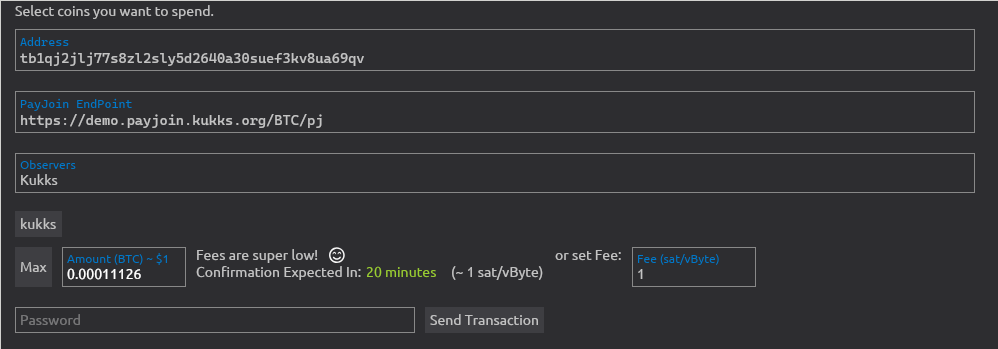 Select coins you want to spend.
Address
tb1qj2jlj77s8zl2sly5d2640a30suef3kv8ua69qv
PayJoin EndPoint
https://demo.payjoin.kukks.org/BTC/pj
Observers
Kukks
kukks
Max
Amount (BTC) ~ $1
0.00011126
Fees are super low! 😊
Confirmation Expected In: 20 minutes (~ 1 sat/vByte)
or set Fee:
Fee (sat/vByte)
1
Password
Send Transaction